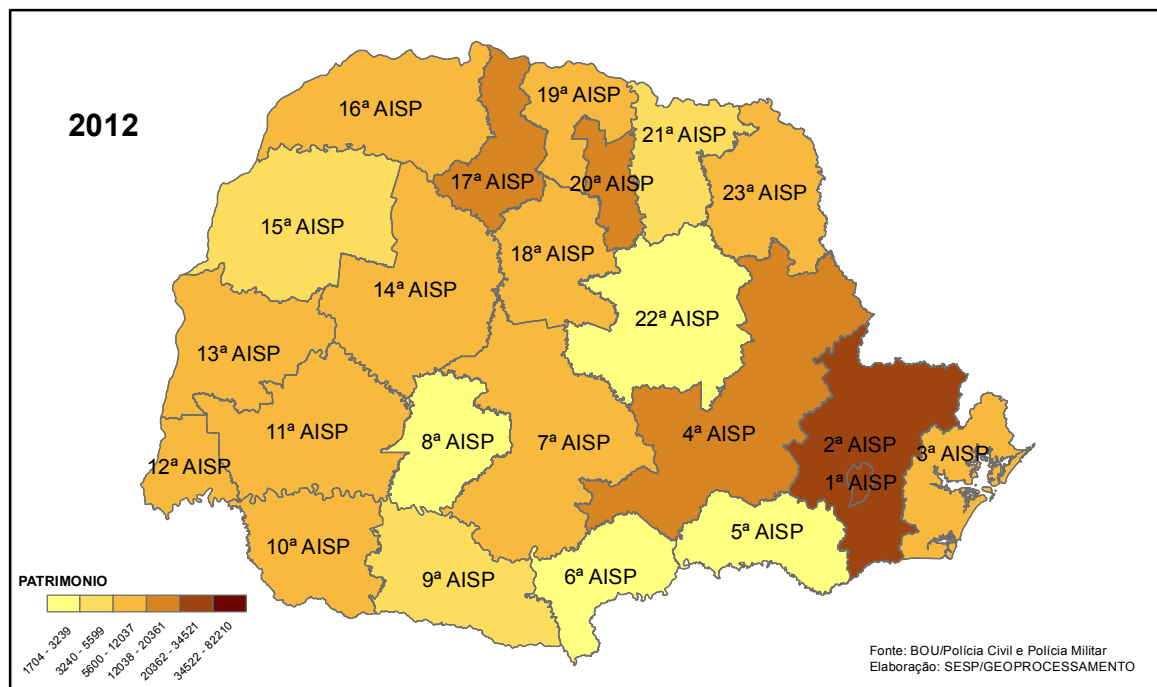 2012
16ª AISP
19ª AISP
21ª AISP
17ª AISP
20ª AISP
23ª AISP
15ª AISP
18ª AISP
14ª AISP
22ª AISP
13ª AISP
11ª AISP
8ª AISP
7ª AISP
4ª AISP
2ª AISP
3ª AISP
12ª AISP
1ª AISP
5ª AISP
10ª AISP
9ª AISP
6ª AISP
PATRIMONIO
1704 - 3239
3240 - 5599
5600 - 12037
12038 - 20361
20362 - 34521
34522 - 82210
Fonte: BOU/Polícia Civil e Polícia Militar
Elaboração: SESP/GEOPROCESSAMENTO